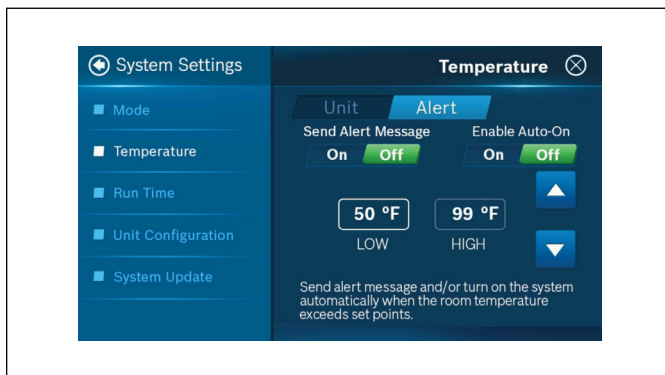 System Settings
Temperature
Mode
Temperature
Run Time
Unit Configuration
System Update
Unit Alert
Send Alert Message Enable Auto-On
On Off On Off
50 ºF 99 ºF
LOW HIGH
Send alert message and/or turn on the system
automatically when the room temperature
exceeds set points.